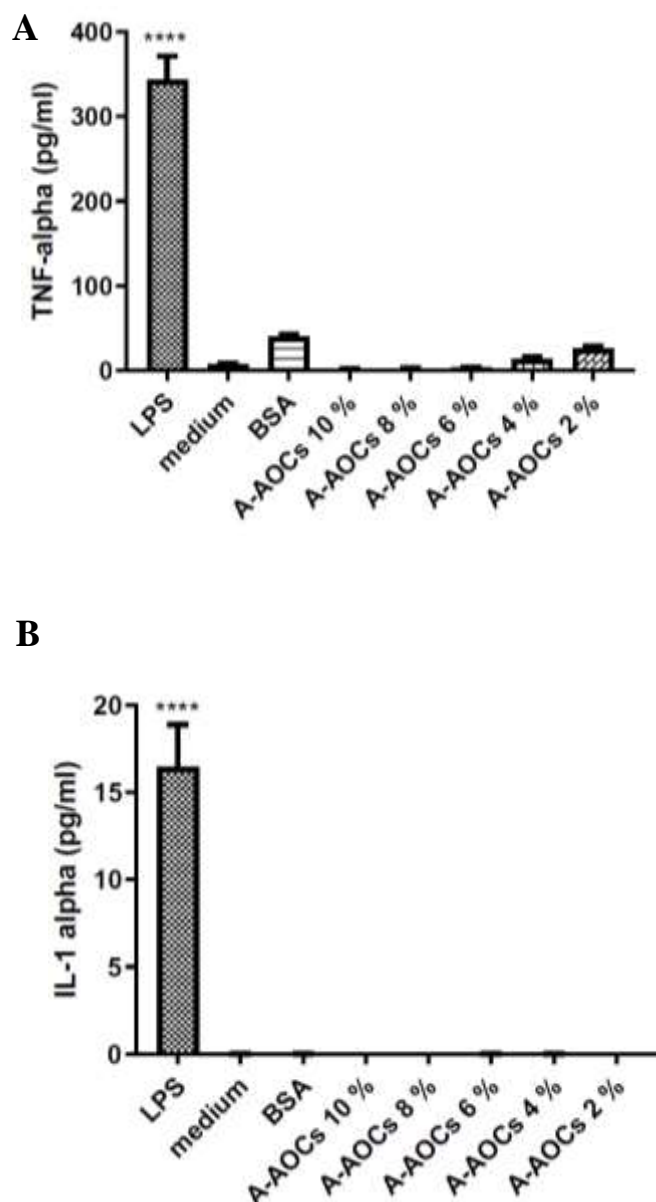 A
TNF-alpha (pg/ml)
400
300
200
100
0
****
LPS
medium
BSA
A-AOCs 10 %
A-AOCs 8 %
A-AOCs 6 %
A-AOCs 4 %
A-AOCs 2 %
B
IL-1 alpha (pg/ml)
20
15
10
5
0
****
LPS
medium
BSA
A-AOCs 10 %
A-AOCs 8 %
A-AOCs 6 %
A-AOCs 4 %
A-AOCs 2 %